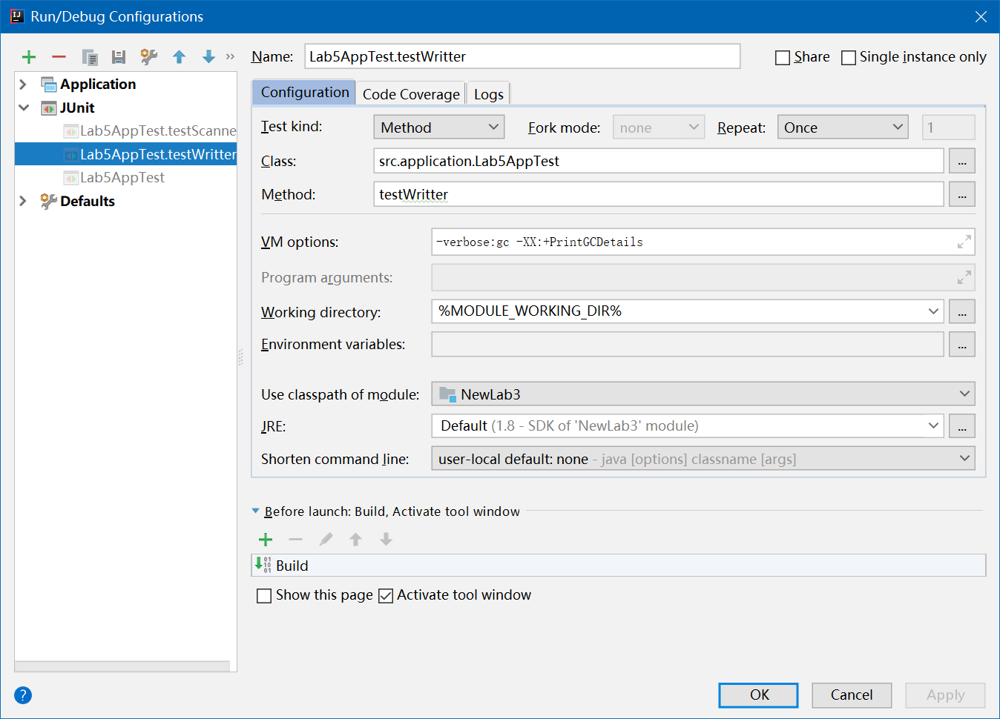 Run/Debug Configurations
Name: Lab5AppTest.testWritter Share Single instance only
Application
JUnit
Lab5AppTest.testScanne
Lab5AppTest.testWritter
Lab5AppTest
Defaults
Configuration Code Coverage Logs
Test kind: Method Fork mode: none Repeat: Once 1
Class: src.application.Lab5AppTest ...
Method: testWritter ...
VM options: -verbose:gc -XX:+PrintGCDetails
Program arguments:
Working directory: %MODULE_WORKING_DIR% ...
Environment variables: ...
Use classpath of module: NewLab3
JRE: Default (1.8 - SDK of 'NewLab3' module) ...
Shorten command line: user-local default: none - java [options] classname [args]
Before launch: Build, Activate tool window
Build
Show this page Activate tool window
? OK Cancel Apply